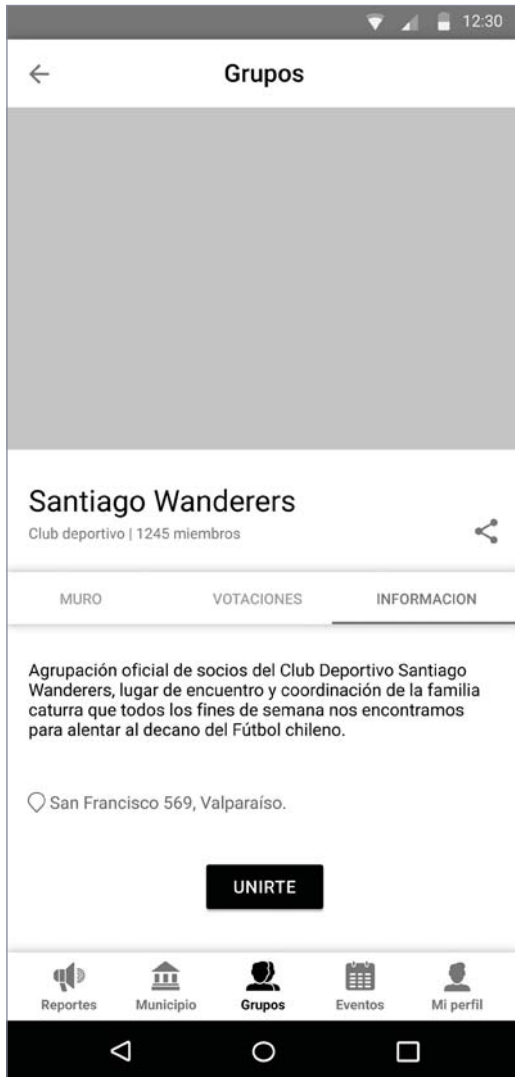 12:30
Grupos
Santiago Wanderers
Club deportivo | 1245 miembros
MURO VOTACIONES INFORMACION
Agrupación oficial de socios del Club Deportivo Santiago
Wanderers, lugar de encuentro y coordinación de la familia
caturra que todos los fines de semana nos encontramos
para alentar al decano del Fútbol chileno.
San Francisco 569, Valparaíso.
UNIRTE
Reportes Municipio Grupos Eventos Mi perfil